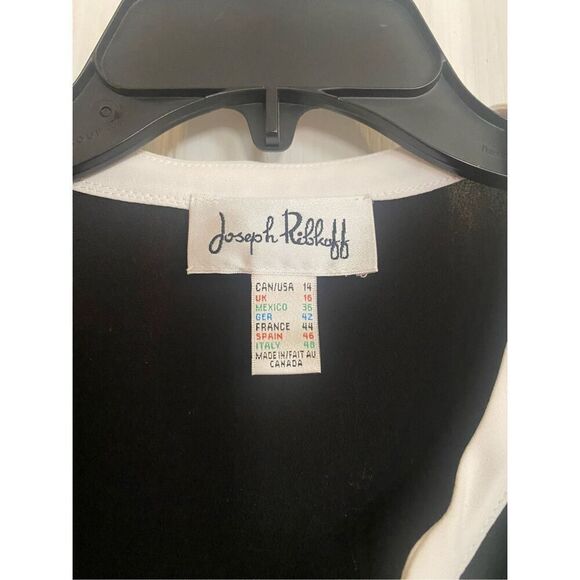 Joseph Ribkoff
CAN/USA 14
UK 16
MEXICO 36
GER 42
FRANCE 44
SPAIN 46
ITALY 48
MADE IN/FAIT AU
CANADA